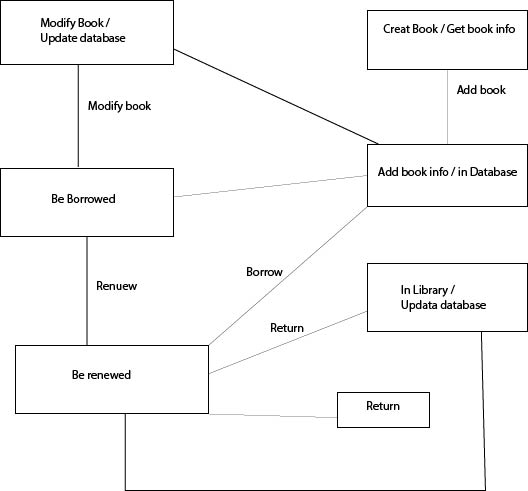 Modify Book /
Update database
Creat Book / Get book info
Add book
Modify book
Add book info / in Database
Be Borrowed
Borrow
Renuew
In Library /
Updata database
Return
Be renewed
Return